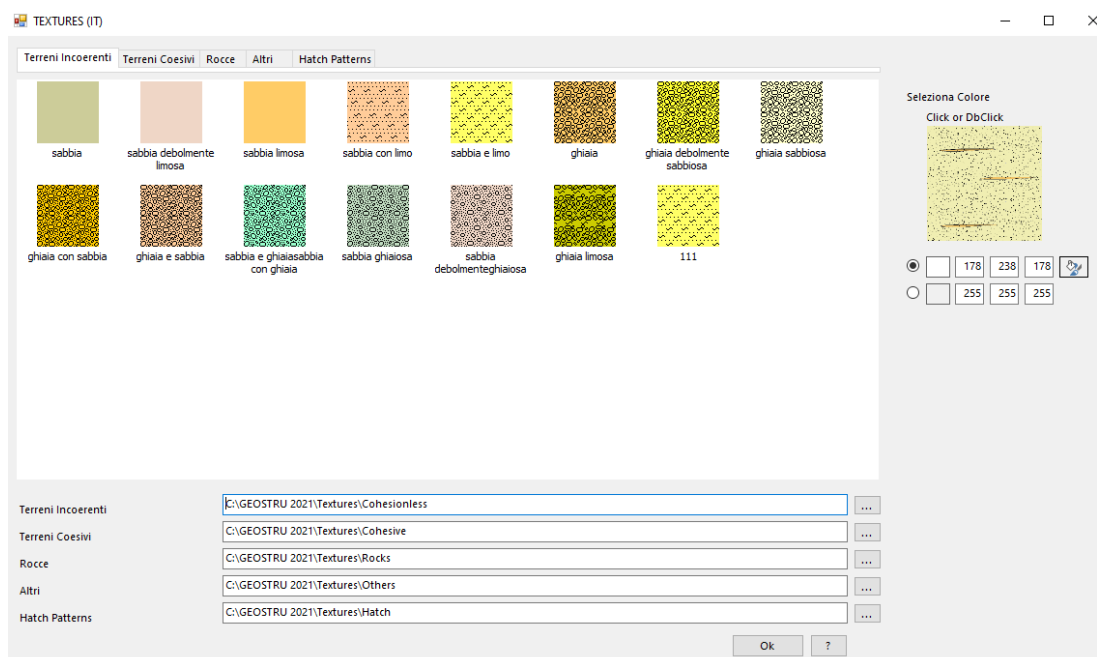 TEXTURES (IT)
Terreni Incoerenti Terreni Coesivi Rocce Altri Hatch Patterns
sabbia
sabbia debolmente
limosa
sabbia limosa
sabbia con limo
sabbia e limo
ghiaia
ghiaia debolmente
sabbiosa
ghiaia sabbiosa
ghiaia con sabbia
ghiaia e sabbia
sabbia e ghiaiasabbia
con ghiaia
sabbia ghiaiosa
sabbia
debolmenteghiaiosa
ghiaia limosa
111
Seleziona Colore
Click or DbClick
178 238 178
255 255 255
Terreni Incoerenti C:\GEOSTRU 2021\Textures\Cohesionless ...
Terreni Coesivi C:\GEOSTRU 2021\Textures\Cohesive ...
Rocce C:\GEOSTRU 2021\Textures\Rocks ...
Altri C:\GEOSTRU 2021\Textures\Others ...
Hatch Patterns C:\GEOSTRU 2021\Textures\Hatch ...
Ok ?